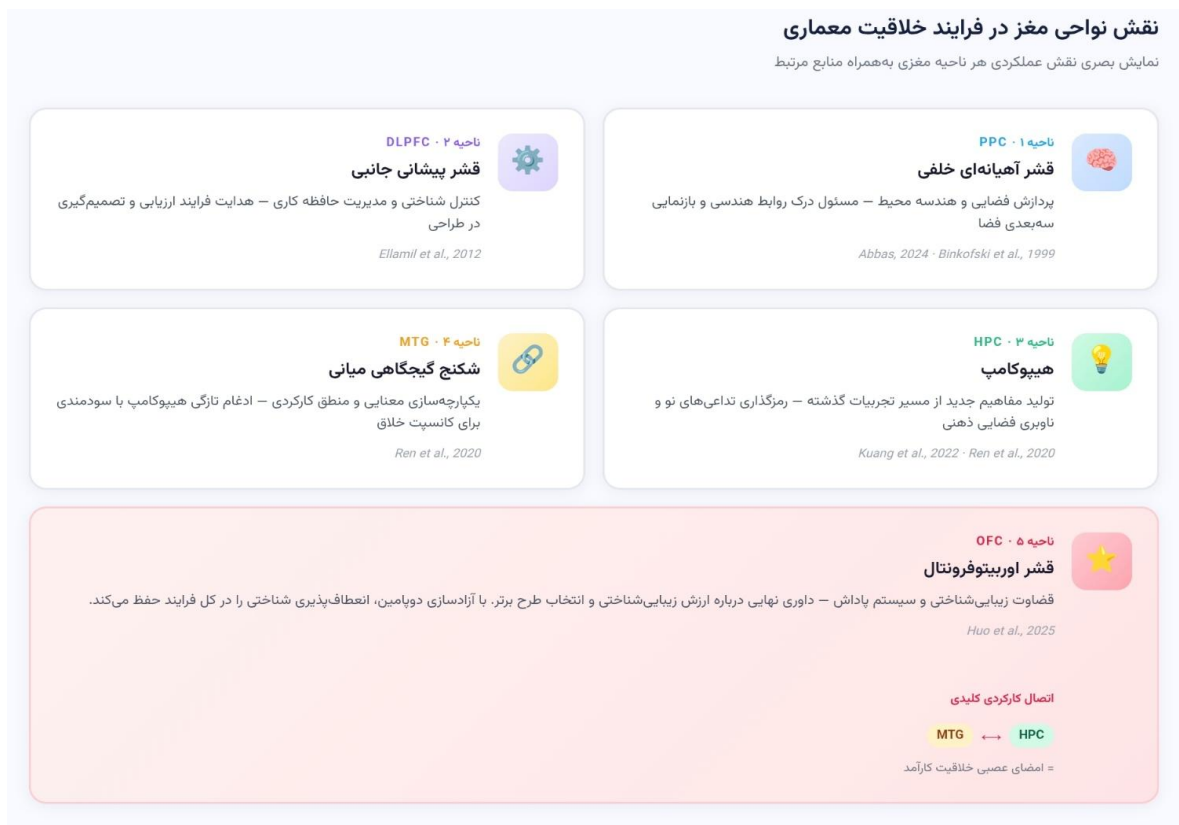 نقش نواحی مغز در فرایند خلاقیت معماری
نمایش بصری نقش عملکردی هر ناحیه مغزی به‌همراه منابع مرتبط
ناحیه ۱ · PPC
قشر آهیانه‌ای خلفی
پردازش فضایی و هندسه محیط — مسئول درک روابط هندسی و بازنمایی
سه‌بعدی فضا
Abbas, 2024 · Binkofski et al., 1999
ناحیه ۲ · DLPFC
قشر پیشانی جانبی
کنترل شناختی و مدیریت حافظه کاری — هدایت فرایند ارزیابی و تصمیم‌گیری
در طراحی
Ellamil et al., 2012
ناحیه ۳ · HPC
هیپوکامپ
تولید مفاهیم جدید از مسیر تجربیات گذشته — رمزگذاری تداعی‌های نو و
ناوبری فضایی ذهنی
Kuang et al., 2022 · Ren et al., 2020
ناحیه ۴ · MTG
شکنج گیجگاهی میانی
یکپارچه‌سازی معنایی و منطق کارکردی — ادغام تازگی هیپوکامپ با سودمندی
برای کانسپت خلاق
Ren et al., 2020
ناحیه ۵ · OFC
قشر اوربیتوفرونتال
قضاوت زیبایی‌شناختی و سیستم پاداش — داوری نهایی درباره ارزش زیبایی‌شناختی و انتخاب طرح برتر. با آزادسازی دوپامین، انعطاف‌پذیری شناختی را در کل فرایند حفظ می‌کند.
Huo et al., 2025
اتصال کارکردی کلیدی
HPC ⟷ MTG
= امضای عصبی خلاقیت کارآمد